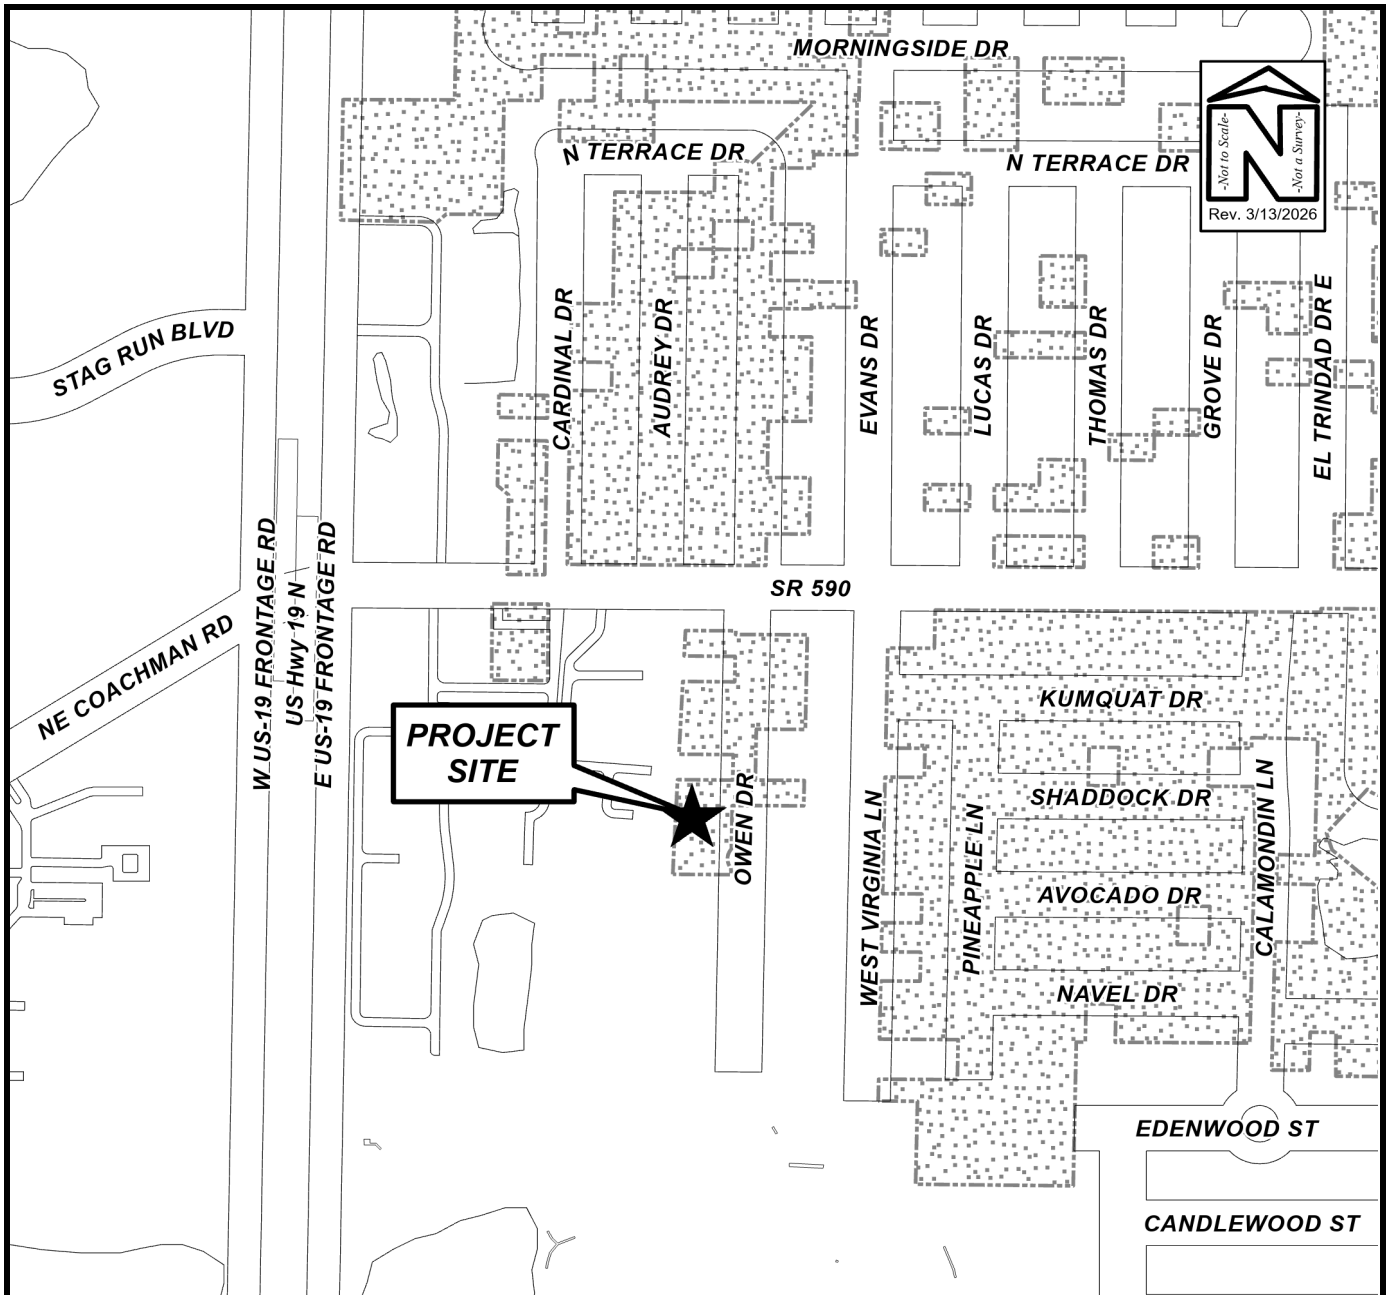 MORNINGSIDE DR
N TERRACE DR
N TERRACE DR
-Not to Scale-
N
-Not a Survey-
Rev. 3/13/2026
STAG RUN BLVD
CARDINAL DR
AUDREY DR
EVANS DR
LUCAS DR
THOMAS DR
GROVE DR
EL TRINDAD DR E
SR 590
W US-19 FRONTAGE RD
US Hwy 19 N
E US-19 FRONTAGE RD
NE COACHMAN RD
PROJECT
SITE
OWEN DR
WEST VIRGINIA LN
PINEAPPLE LN
KUMQUAT DR
SHADDOCK DR
AVOCADO DR
NAVEL DR
CALAMONDIN LN
EDENWOOD ST
CANDLEWOOD ST